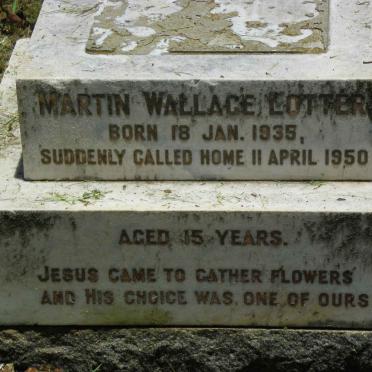 MARTIN WALLACE LOTTER
BORN 18 JAN. 1935,
SUDDENLY CALLED HOME 11 APRIL 1950
AGED 15 YEARS.
JESUS CAME TO GATHER FLOWERS
AND HIS CHOICE WAS ONE OF OURS